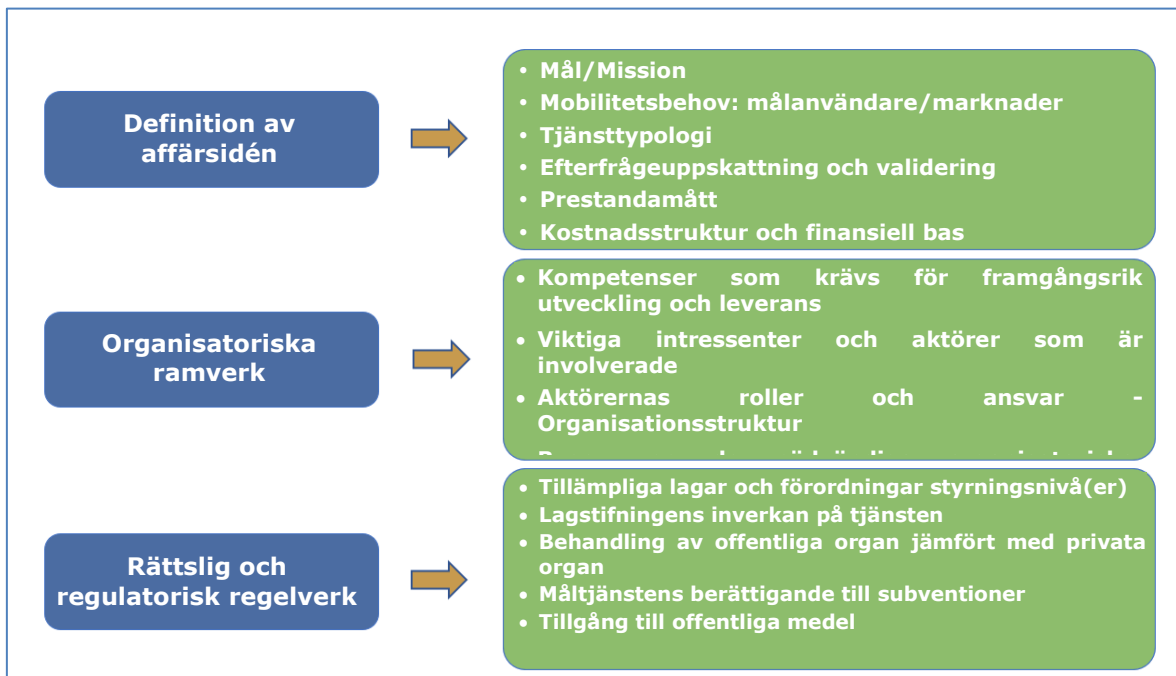 Definition av
affärsidén
• Mål/Mission
• Mobilitetsbehov: målanvändare/marknader
• Tjänsttypologi
• Efterfrågeuppskattning och validering
• Prestandamått
• Kostnadsstruktur och finansiell bas
Organisatoriska
ramverk
• Kompetenser som krävs för framgångsrik
utveckling och leverans
• Viktiga intressenter och aktörer som är
involverade
• Aktörernas roller och ansvar -
Organisationsstruktur
Rättslig och
regulatorisk regelverk
• Tillämpliga lagar och förordningar styrningsnivå(er)
• Lagstifningens inverkan på tjänsten
• Behandling av offentliga organ jämfört med privata
organ
• Måltjänstens berättigande till subventioner
• Tillgång till offentliga medel